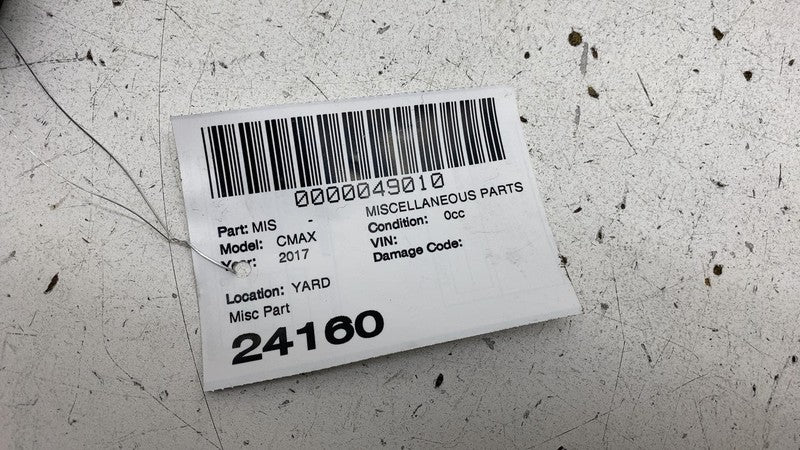 0000049010
Part: MIS - MISCELLANEOUS PARTS
Model: CMAX Condition: 0cc
Year: 2017 VIN:
Damage Code:
Location: YARD
Misc Part
24160